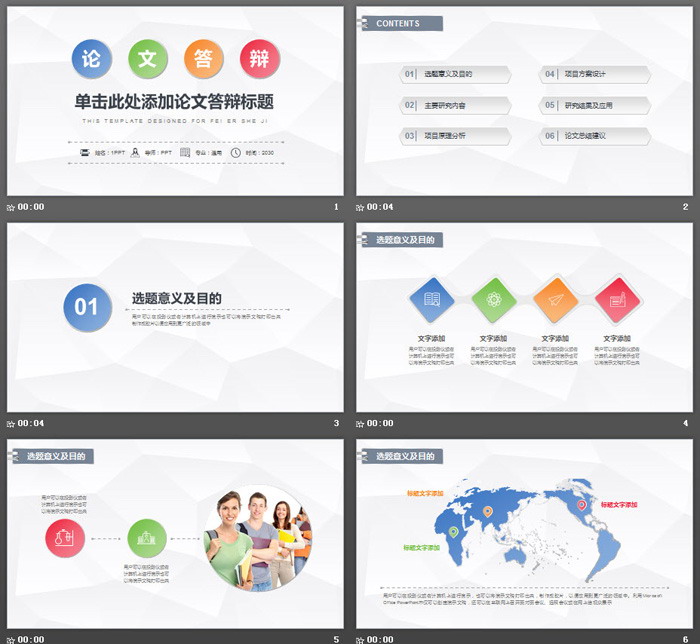 论 文 答 辩
单击此处添加论文答辩标题
THIS TEMPLATE DESIGNED FOR FEI ER SHE JI
姓名：1PPT 导师：PPT 专业：通用 时间：2030
00:00 1
CONTENTS
01 选题意义及目的
04 项目方案设计
02 主要研究内容
05 研究结果及应用
03 项目原理分析
06 论文总结建议
00:04 2
01
选题意义及目的
用户可以在投影仪或者计算机上进行演示也可以将演示文稿打印出来
制作成胶片以便应用到更广泛的领域中
00:04 3
选题意义及目的
文字添加 文字添加 文字添加 文字添加
用户可以在投影仪或者 用户可以在投影仪或者 用户可以在投影仪或者 用户可以在投影仪或者
计算机上进行演示也可 计算机上进行演示也可 计算机上进行演示也可 计算机上进行演示也可
以将演示文稿打印出来 以将演示文稿打印出来 以将演示文稿打印出来 以将演示文稿打印出来
00:00 4
选题意义及目的
用户可以在投影仪或者
计算机上进行演示也可
以将演示文稿打印出来
用户可以在投影仪或者
计算机上进行演示也可
以将演示文稿打印出来
00:00 5
选题意义及目的
标题文字添加
标题文字添加
标题文字添加
用户可以在投影仪或者计算机上进行演示，也可以将演示文稿打印出来，制作成胶片，以便应用到更广泛的领域中。利用Microsoft
Office PowerPoint不仅可以创建演示文稿，还可以在互联网上召开面对面会议、远程会议或在网上给观众展示
00:00 6